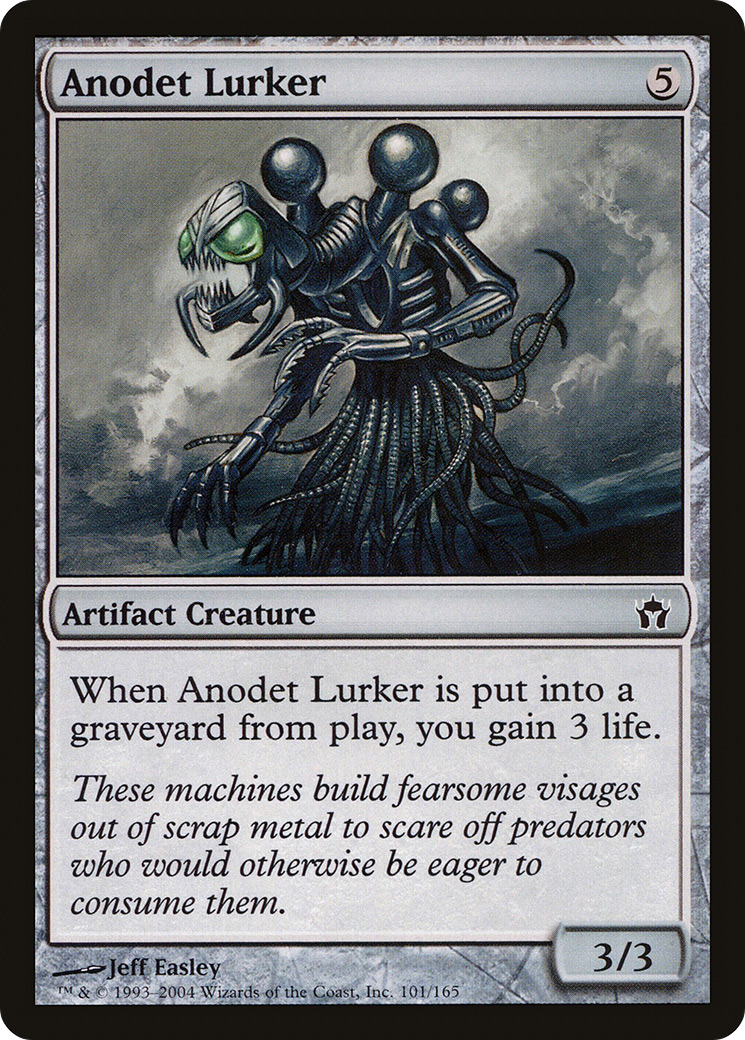 Anodet Lurker 5
Artifact Creature
When Anodet Lurker is put into a
graveyard from play, you gain 3 life.
These machines build fearsome visages
out of scrap metal to scare off predators
who would otherwise be eager to
consume them.
3/3
Jeff Easley
™ & © 1993–2004 Wizards of the Coast, Inc. 101/165